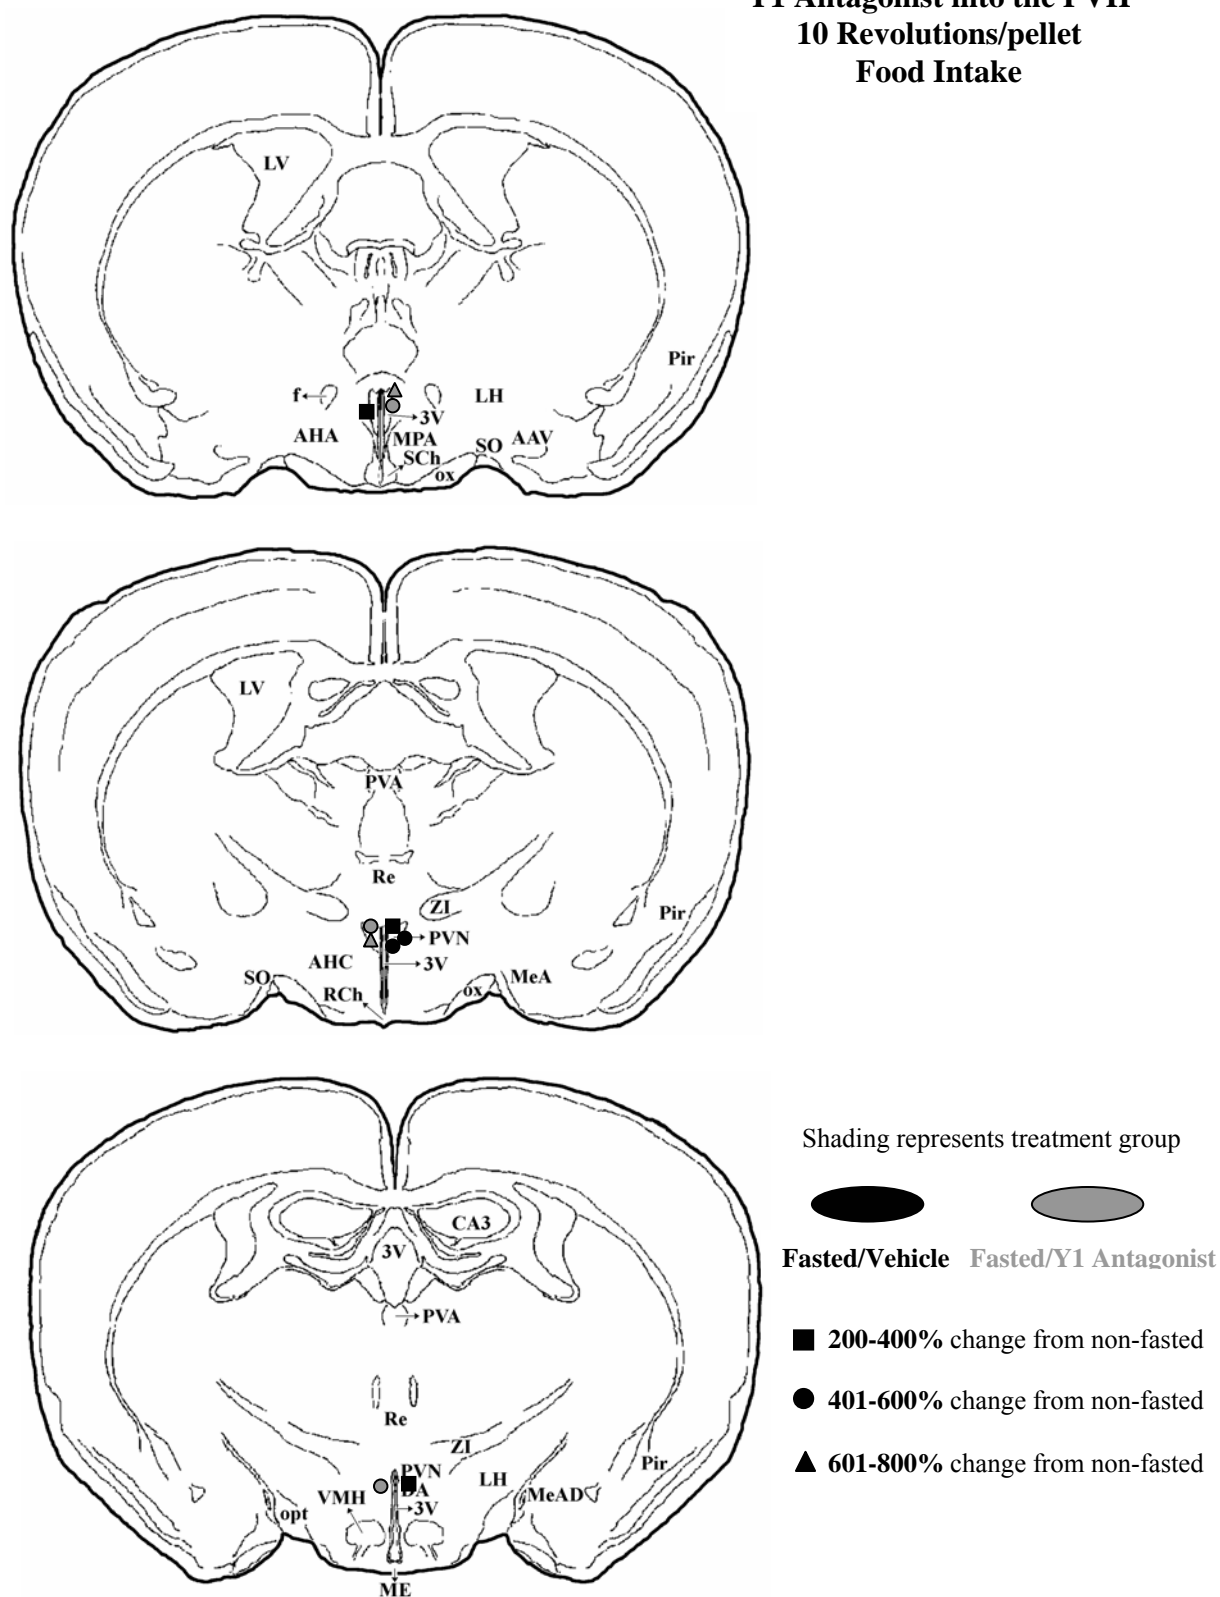 Y1 Antagonist into the PVH
10 Revolutions/pellet
Food Intake
LV
Pir
f
LH
3V
AHA
MPA
SO
AAV
SCh
ox
LV
PVA
Re
ZI
Pir
PVN
AHC
3V
SO
MeA
RCh
ox
CA3
3V
PVA
Re
ZI
Pir
PVN
LH
DA
VMH
MeAD
3V
opt
ME
Shading represents treatment group
Fasted/Vehicle Fasted/Y1 Antagonist
200-400% change from non-fasted
401-600% change from non-fasted
601-800% change from non-fasted